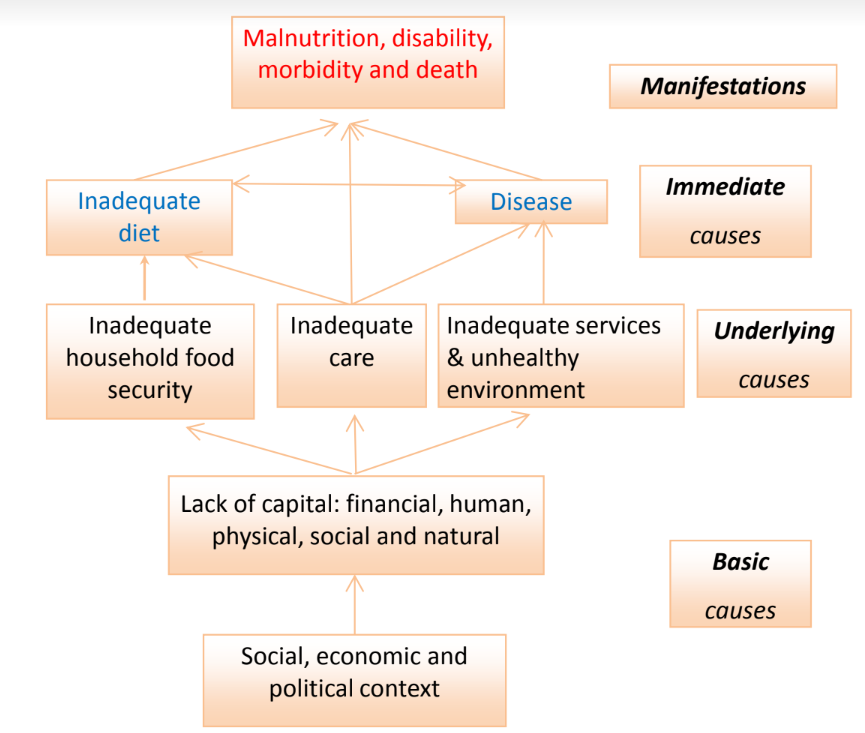 Malnutrition, disability,
morbidity and death
Manifestations
Inadequate
diet
Disease
Immediate
causes
Inadequate
household food
security
Inadequate
care
Inadequate services
& unhealthy
environment
Underlying
causes
Lack of capital: financial, human,
physical, social and natural
Basic
causes
Social, economic and
political context